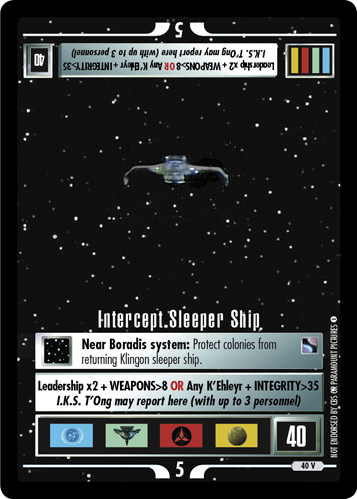 5
Leadership x2 + WEAPONS>8 OR Any K'Ehleyr + INTEGRITY>35
I.K.S. T'Ong may report here (with up to 3 personnel)
40
Intercept Sleeper Ship
Near Boradis system: Protect colonies from
returning Klingon sleeper ship.
Leadership x2 + WEAPONS>8 OR Any K'Ehleyr + INTEGRITY>35
I.K.S. T'Ong may report here (with up to 3 personnel)
40
5
40 V
NOT ENDORSED BY CBS OR PARAMOUNT PICTURES